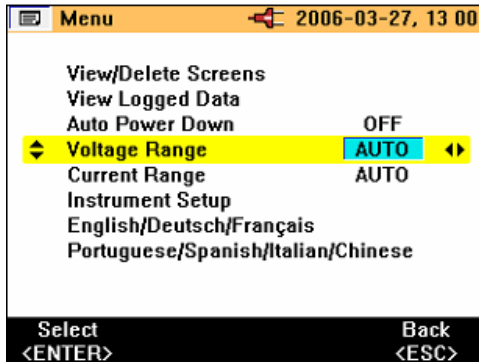 Menu 2006-03-27, 13 00
View/Delete Screens
View Logged Data
Auto Power Down OFF
Voltage Range AUTO
Current Range AUTO
Instrument Setup
English/Deutsch/Français
Portuguese/Spanish/Italian/Chinese
Select Back
<ENTER> <ESC>